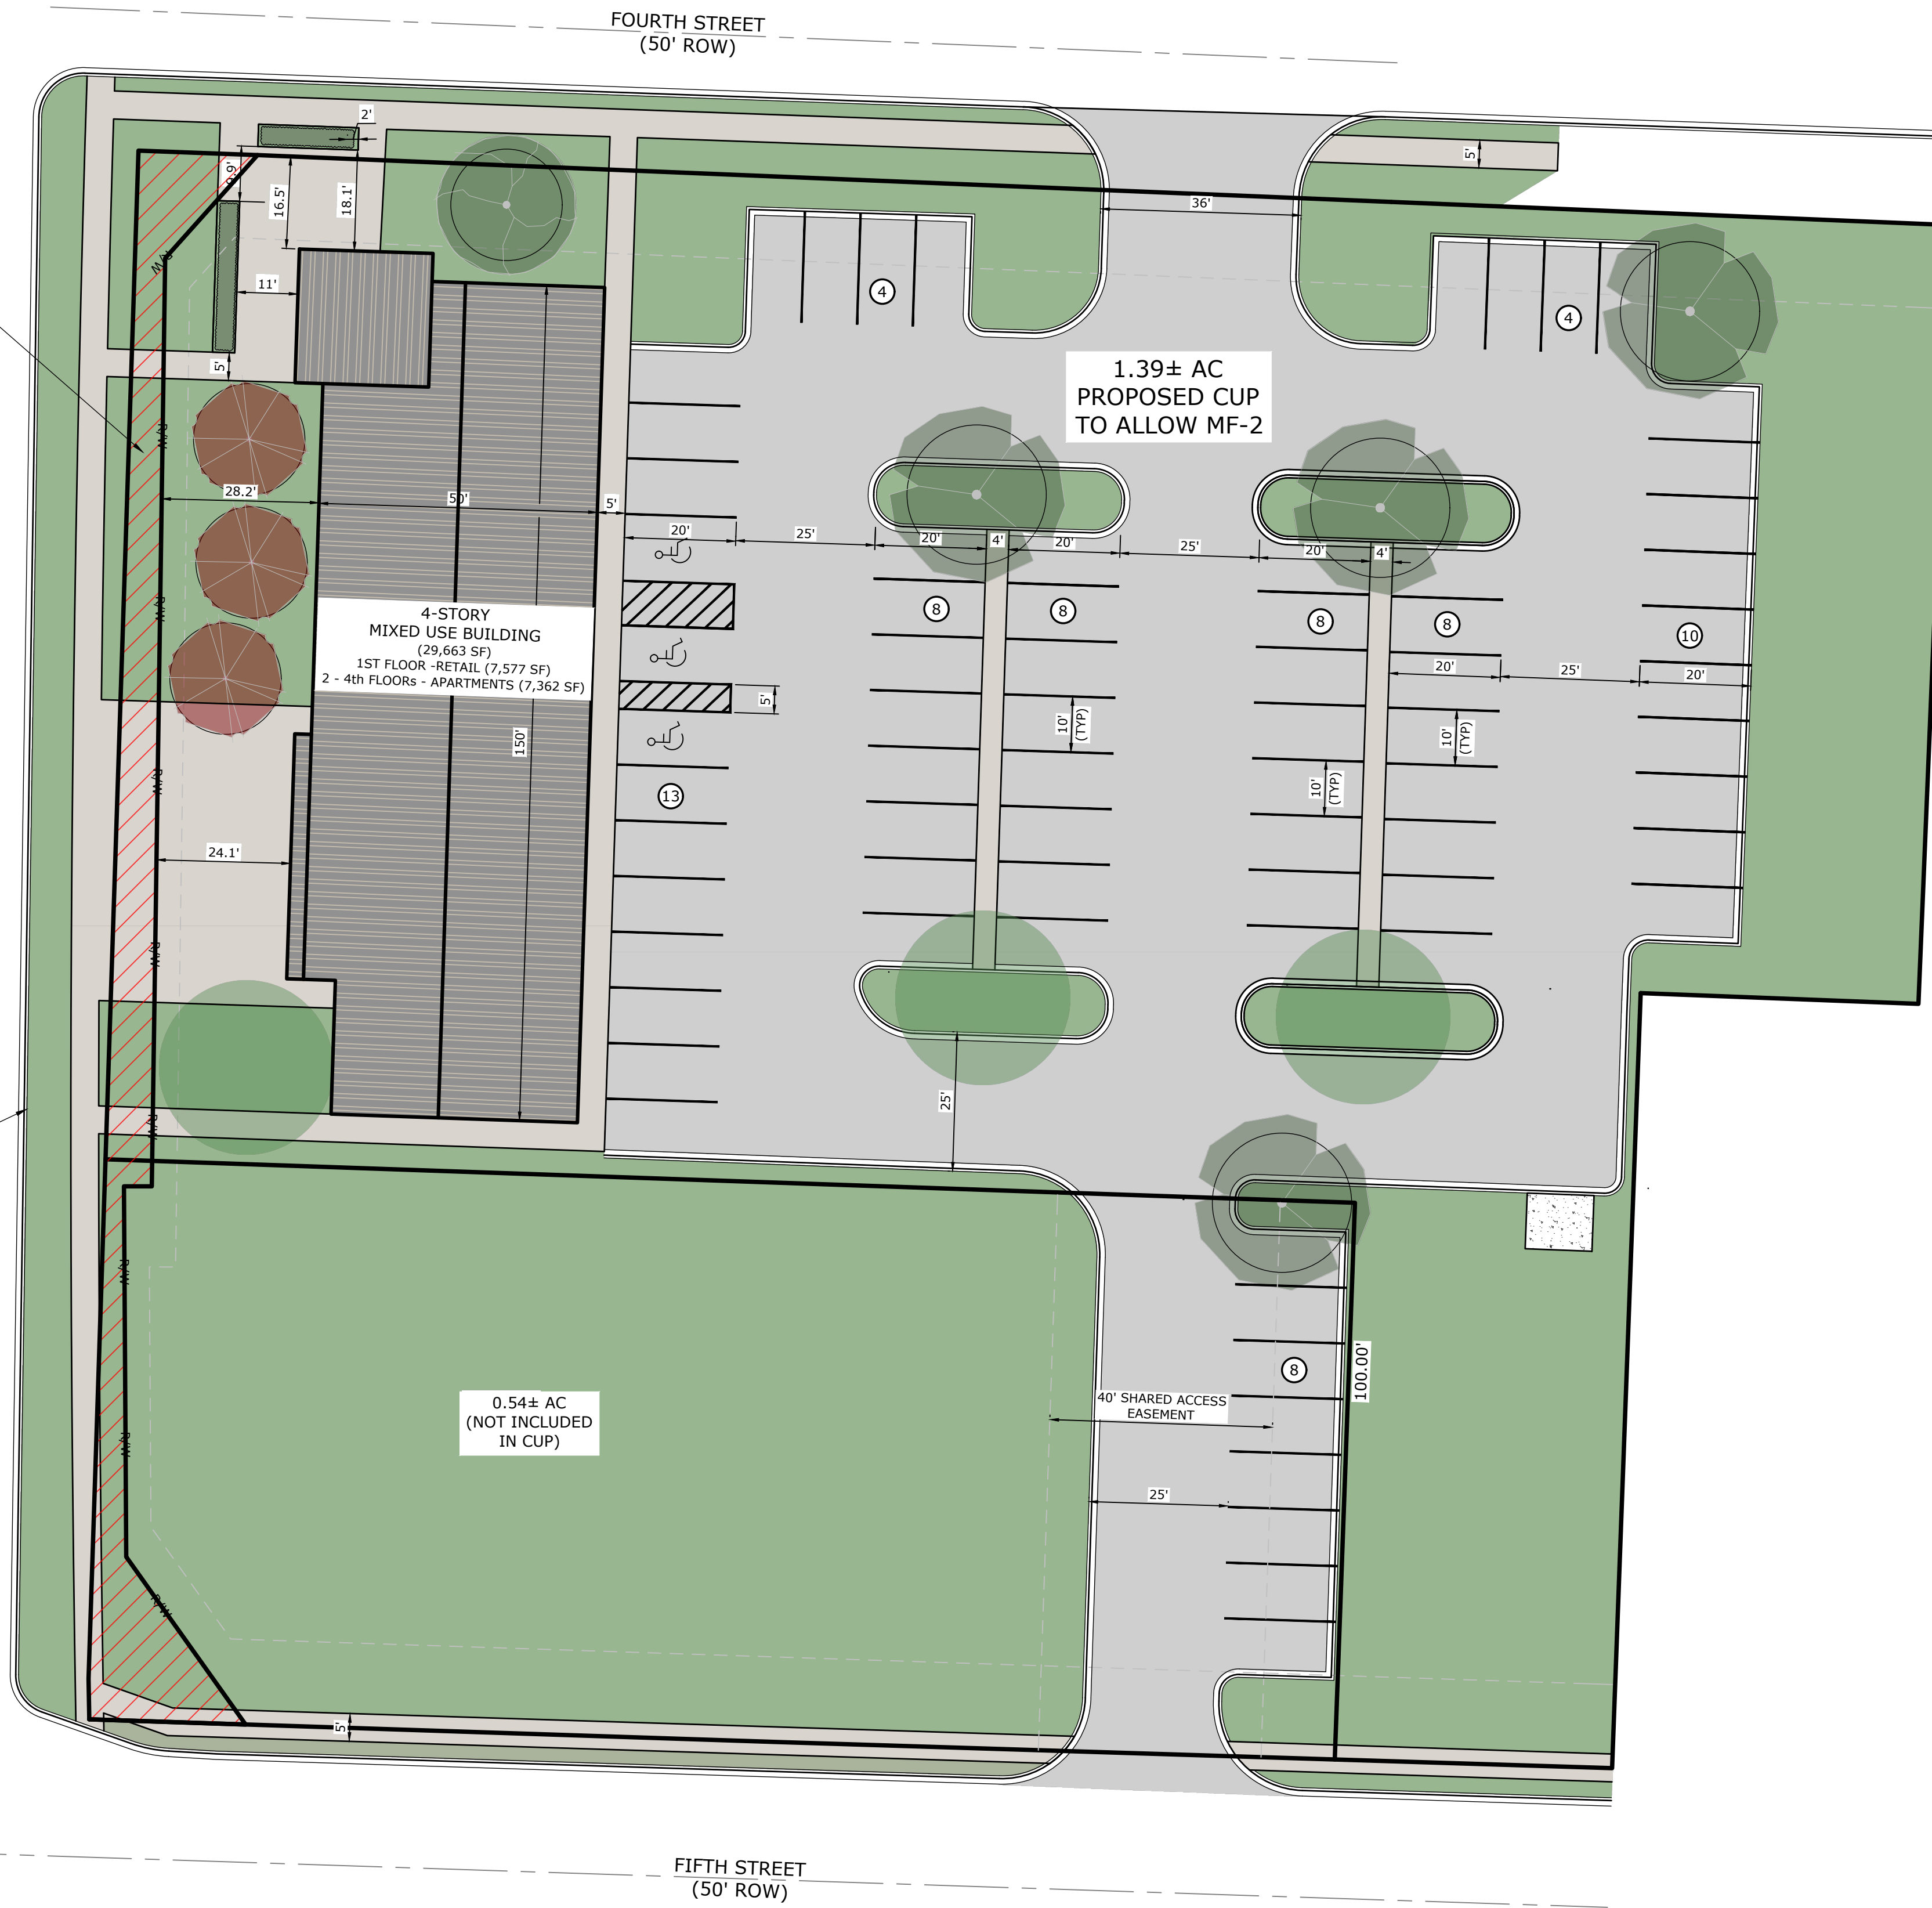 FOURTH STREET
(50' ROW)
2'
9.9'
16.5'
18.1'
5'
36'
R/W
11'
4
4
5'
1.39± AC
PROPOSED CUP
TO ALLOW MF-2
R/W
28.2'
50'
5'
20'
25'
20'
4'
20'
25'
20'
4'
R/W
4-STORY
MIXED USE BUILDING
(29,663 SF)
1ST FLOOR -RETAIL (7,577 SF)
2 - 4th FLOORs - APARTMENTS (7,362 SF)
8
8
8
8
10
20'
25'
20'
5'
10'
(TYP)
10'
(TYP)
150'
R/W
13
10'
(TYP)
24.1'
R/W
25'
R/W
R/W
100.00'
8
0.54± AC
(NOT INCLUDED
IN CUP)
40' SHARED ACCESS
EASEMENT
R/W
25'
R/W
5'
FIFTH STREET
(50' ROW)